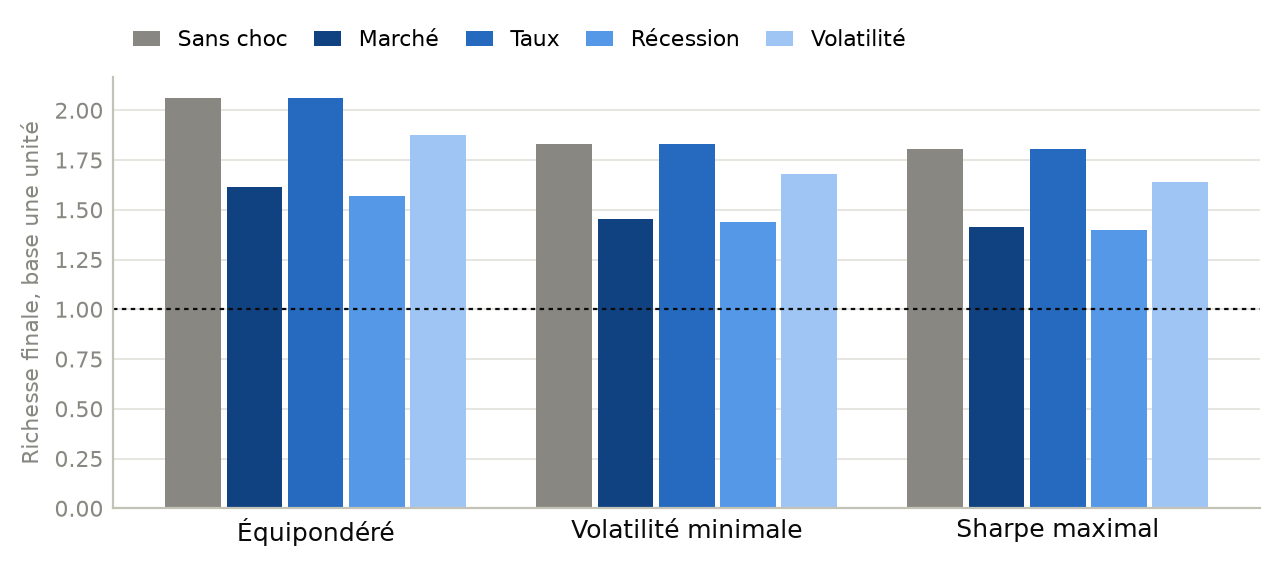 Sans choc
Marché
Taux
Récession
Volatilité
Richesse finale, base une unité
2.00
1.75
1.50
1.25
1.00
0.75
0.50
0.25
0.00
Équipondéré
Volatilité minimale
Sharpe maximal